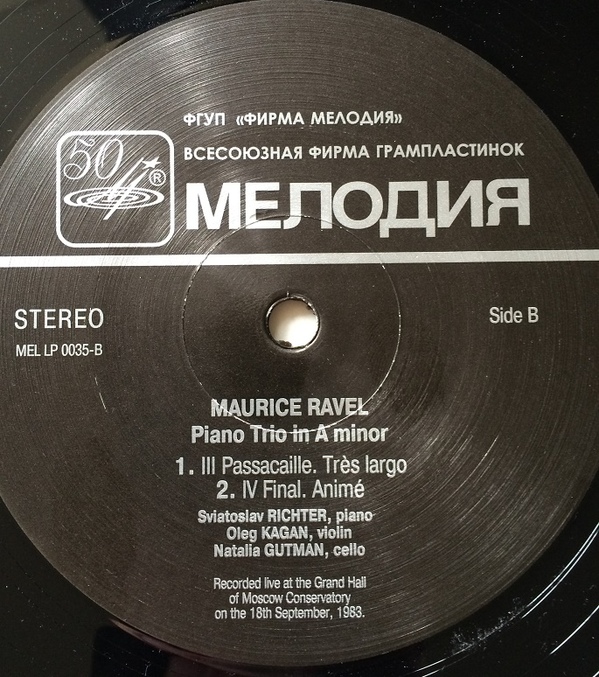 ФГУП «ФИРМА МЕЛОДИЯ»
ВСЕСОЮЗНАЯ ФИРМА ГРАМПЛАСТИНОК
50
®
МЕЛОДИЯ
STEREO
Side B
MEL LP 0035-B
MAURICE RAVEL
Piano Trio in A minor
1. III Passacaille. Très largo
2. IV Final. Animé
Sviatoslav RICHTER, piano
Oleg KAGAN, violin
Natalia GUTMAN, cello
Recorded live at the Grand Hall
of Moscow Conservatory
on the 18th September, 1983.